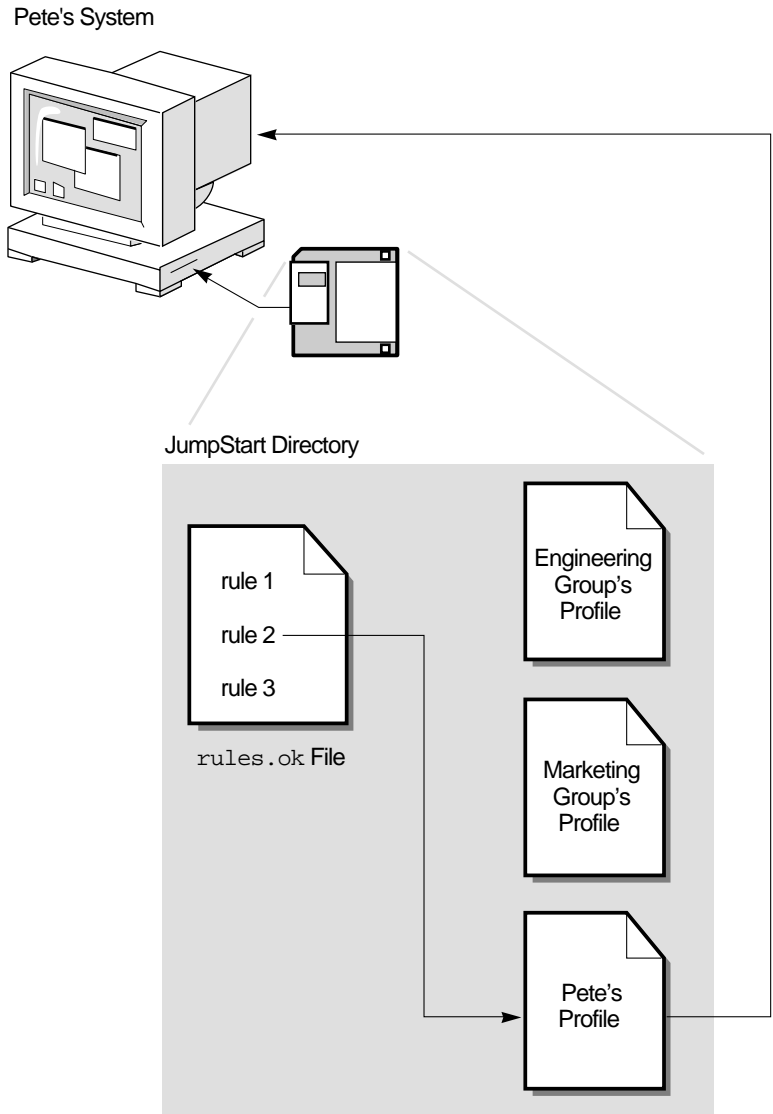 Pete's System
JumpStart Directory
rule 1
rule 2
rule 3
rules.ok File
Engineering
Group's
Profile
Marketing
Group's
Profile
Pete's
Profile